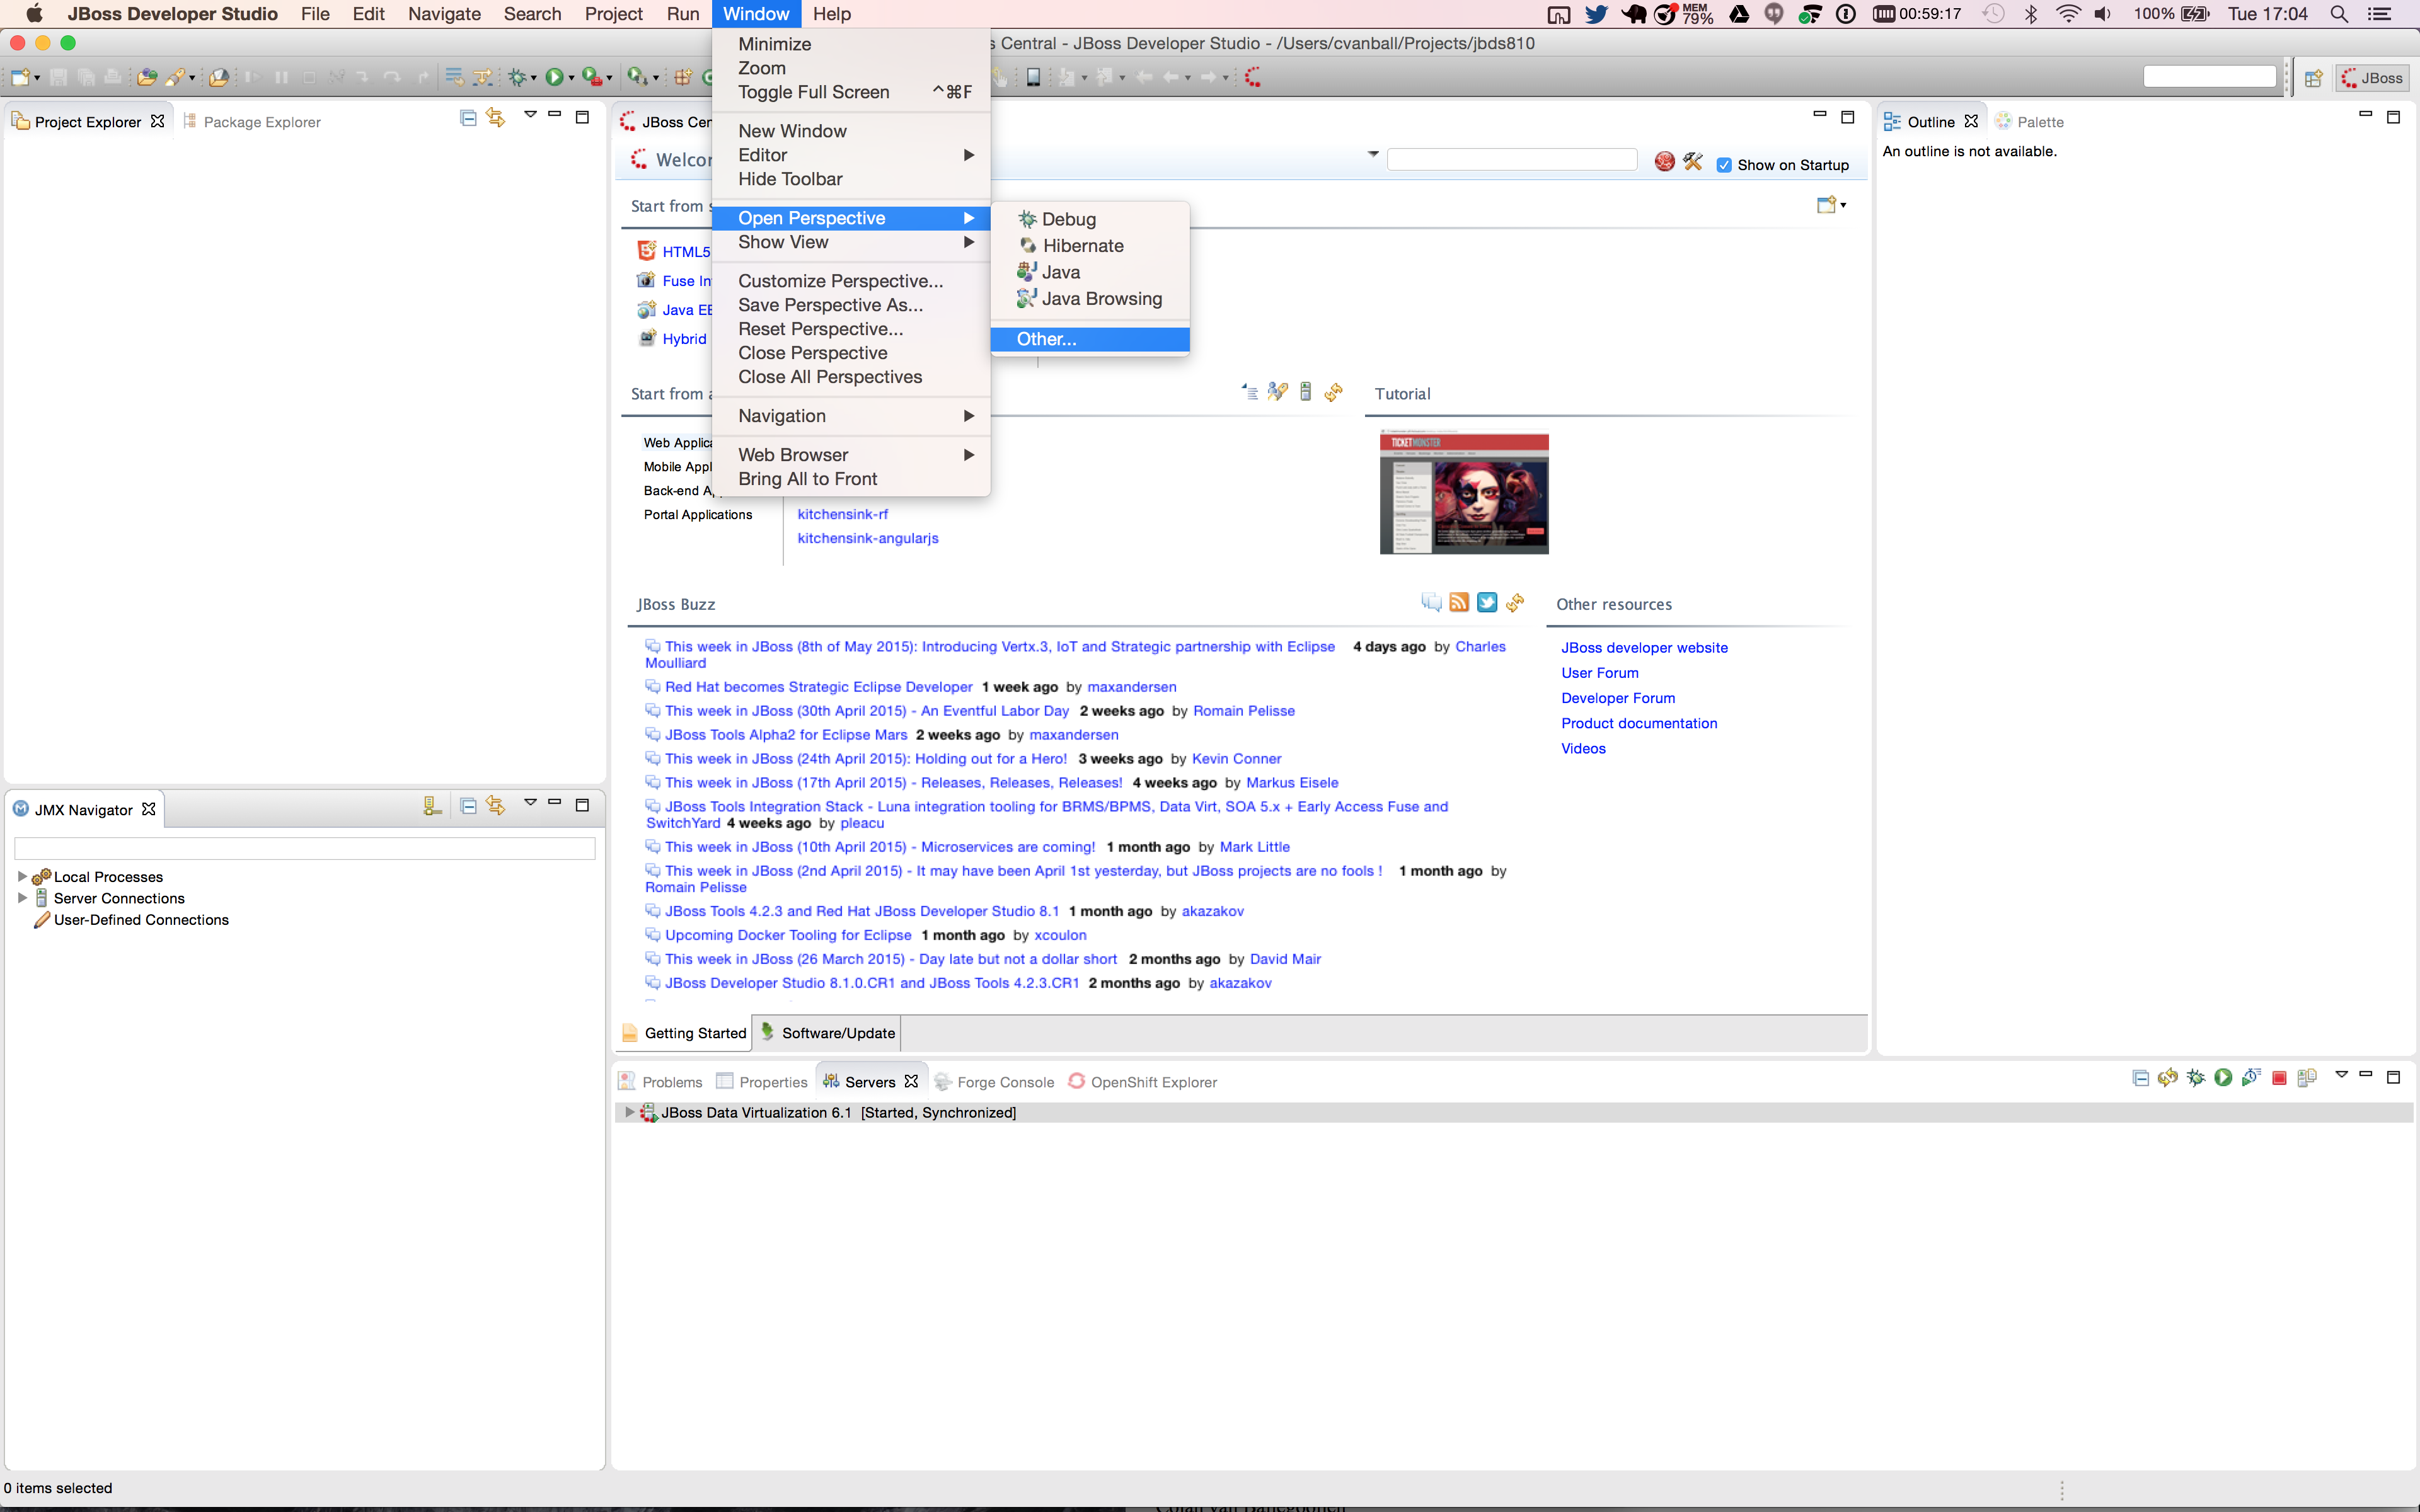 JBoss Developer Studio File Edit Navigate Search Project Run Window Help MEM 79% 00:59:17 100% Tue 17:04
s Central - JBoss Developer Studio - /Users/cvanball/Projects/jbds810
JBoss
Minimize
Zoom
Toggle Full Screen ^⌘F
New Window
Editor
Hide Toolbar
Open Perspective
Show View
Customize Perspective...
Save Perspective As...
Reset Perspective...
Close Perspective
Close All Perspectives
Navigation
Web Browser
Bring All to Front
Debug
Hibernate
Java
Java Browsing
Other...
Project Explorer Package Explorer
JBoss Cen
Welcor
Show on Startup
Start from s
HTML5
Fuse In
Java EE
Hybrid
Start from a
Web Applica
Mobile Appl
Back-end A
Portal Applications
kitchensink-rf
kitchensink-angularjs
Tutorial
TICKETMONSTER
JBoss Buzz
This week in JBoss (8th of May 2015): Introducing Vertx.3, IoT and Strategic partnership with Eclipse 4 days ago by Charles
Moulliard
Red Hat becomes Strategic Eclipse Developer 1 week ago by maxandersen
This week in JBoss (30th April 2015) - An Eventful Labor Day 2 weeks ago by Romain Pelisse
JBoss Tools Alpha2 for Eclipse Mars 2 weeks ago by maxandersen
This week in JBoss (24th April 2015): Holding out for a Hero! 3 weeks ago by Kevin Conner
This week in JBoss (17th April 2015) - Releases, Releases, Releases! 4 weeks ago by Markus Eisele
JBoss Tools Integration Stack - Luna integration tooling for BRMS/BPMS, Data Virt, SOA 5.x + Early Access Fuse and
SwitchYard 4 weeks ago by pleacu
This week in JBoss (10th April 2015) - Microservices are coming! 1 month ago by Mark Little
This week in JBoss (2nd April 2015) - It may have been April 1st yesterday, but JBoss projects are no fools ! 1 month ago by
Romain Pelisse
JBoss Tools 4.2.3 and Red Hat JBoss Developer Studio 8.1 1 month ago by akazakov
Upcoming Docker Tooling for Eclipse 1 month ago by xcoulon
This week in JBoss (26 March 2015) - Day late but not a dollar short 2 months ago by David Mair
JBoss Developer Studio 8.1.0.CR1 and JBoss Tools 4.2.3.CR1 2 months ago by akazakov
Other resources
JBoss developer website
User Forum
Developer Forum
Product documentation
Videos
Getting Started Software/Update
Outline Palette
An outline is not available.
JMX Navigator
Local Processes
Server Connections
User-Defined Connections
Problems Properties Servers Forge Console OpenShift Explorer
JBoss Data Virtualization 6.1 [Started, Synchronized]
0 items selected